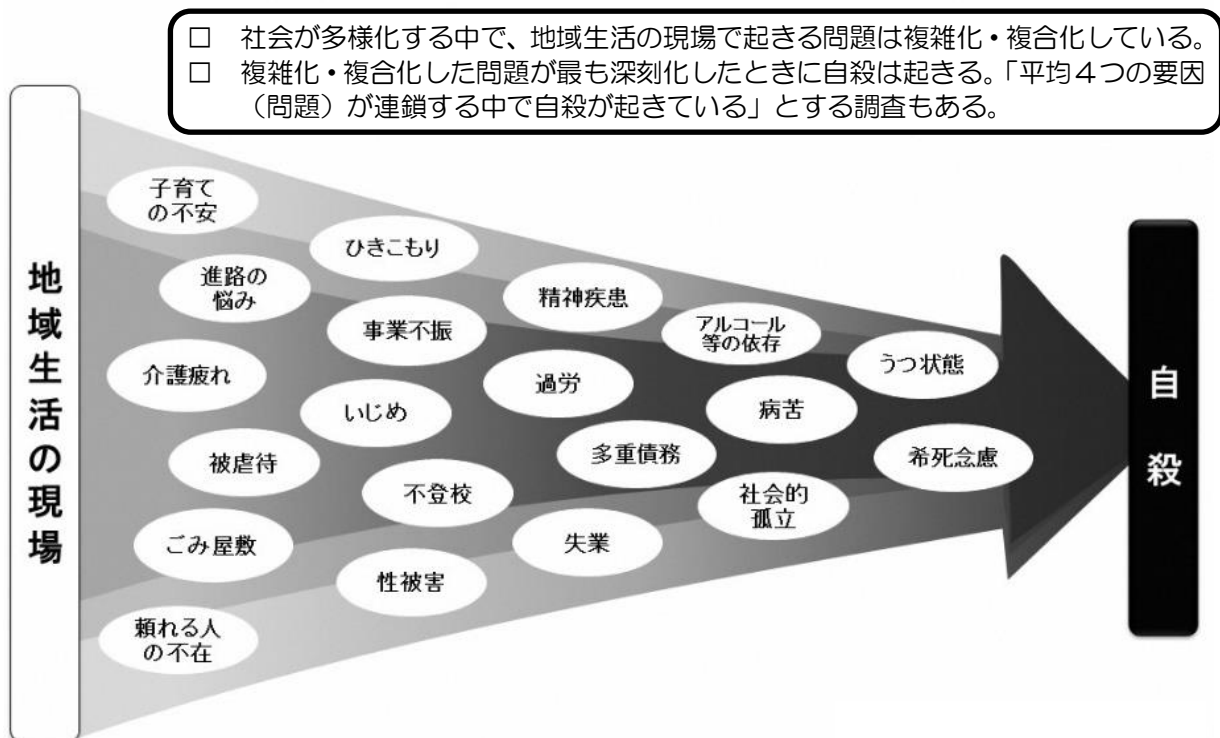 □ 社会が多様化する中で、地域生活の現場で起きる問題は複雑化・複合化している。
□ 複雑化・複合化した問題が最も深刻化したときに自殺は起きる。「平均４つの要因
（問題）が連鎖する中で自殺が起きている」とする調査もある。
地域生活の現場
子育て
の不安
進路の
悩み
介護疲れ
被虐待
ごみ屋敷
頼れる人
の不在
ひきこもり
事業不振
いじめ
不登校
性被害
精神疾患
過労
多重債務
失業
アルコール
等の依存
病苦
社会的
孤立
うつ状態
希死念慮
自殺